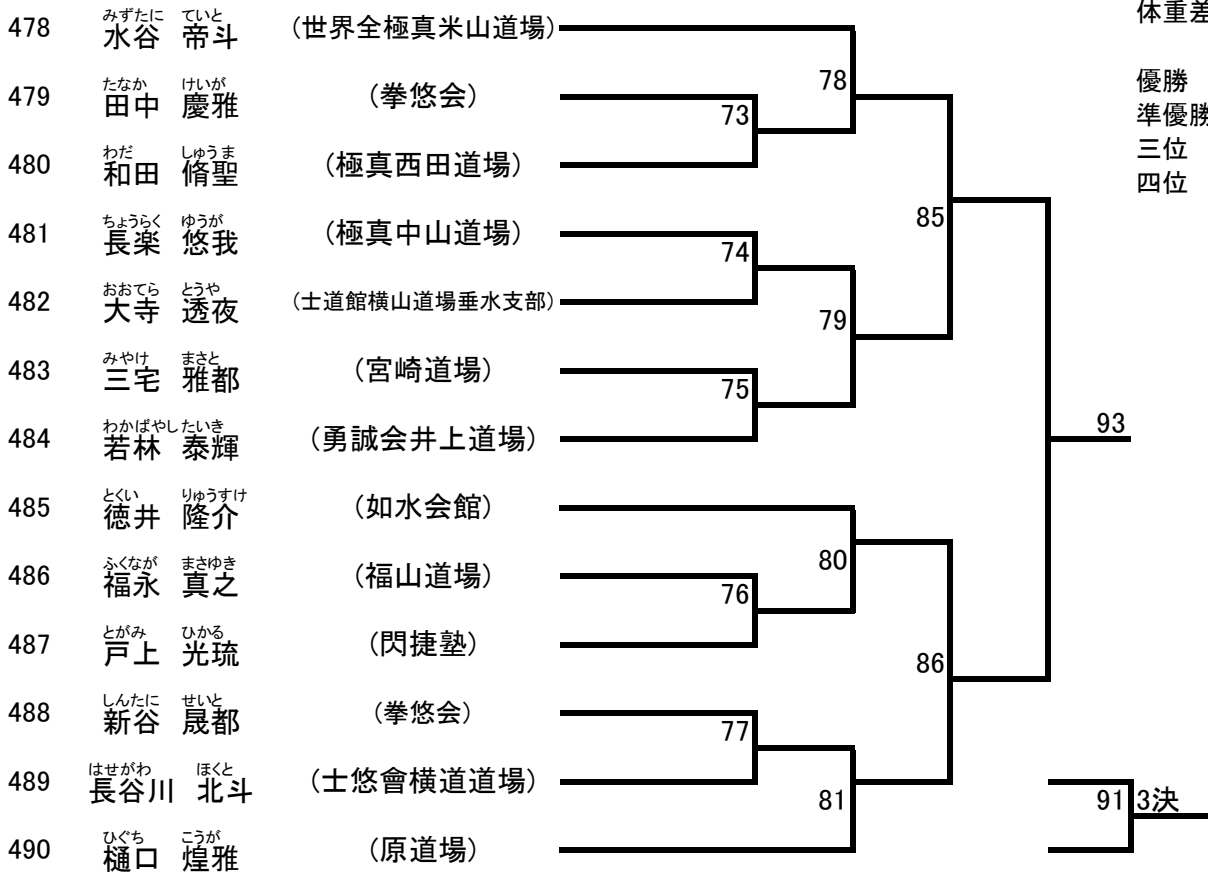 体重差
みずたに ていと
478 水谷 帝斗 (世界全極真米山道場)
78
優勝
たなか けいが
479 田中 慶雅 (拳悠会)
73
準優勝
三位
わだ しゅうま
480 和田 脩聖 (極真西田道場)
四位
85
ちょうらく ゆうが
481 長楽 悠我 (極真中山道場)
74
おおてら とうや
482 大寺 透夜 (士道館横山道場垂水支部)
79
みやけ まさと
483 三宅 雅都 (宮崎道場)
75
わかばやし たいき
484 若林 泰輝 (勇誠会井上道場)
93
とくい りゅうすけ
485 徳井 隆介 (如水会館)
80
ふくなが まさゆき
486 福永 真之 (福山道場)
76
とがみ ひかる
487 戸上 光琉 (閃捷塾)
86
しんたに せいと
488 新谷 晟都 (拳悠会)
77
はせがわ ほくと
489 長谷川 北斗 (士悠會横道道場)
81
91 3決
ひぐち こうが
490 樋口 煌雅 (原道場)